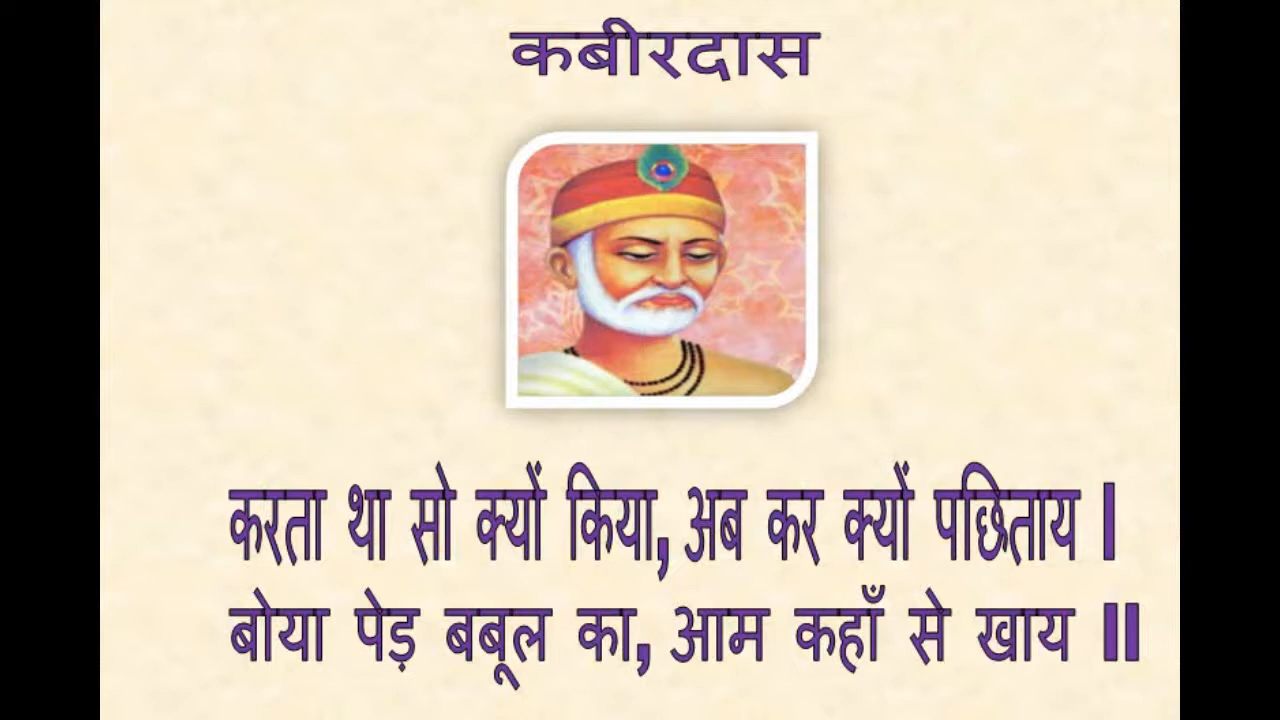 कबीरदास
करता था सो क्यों किया, अब कर क्यों पछिताय |
बोया पेड़ बबूल का, आम कहाँ से खाय ||